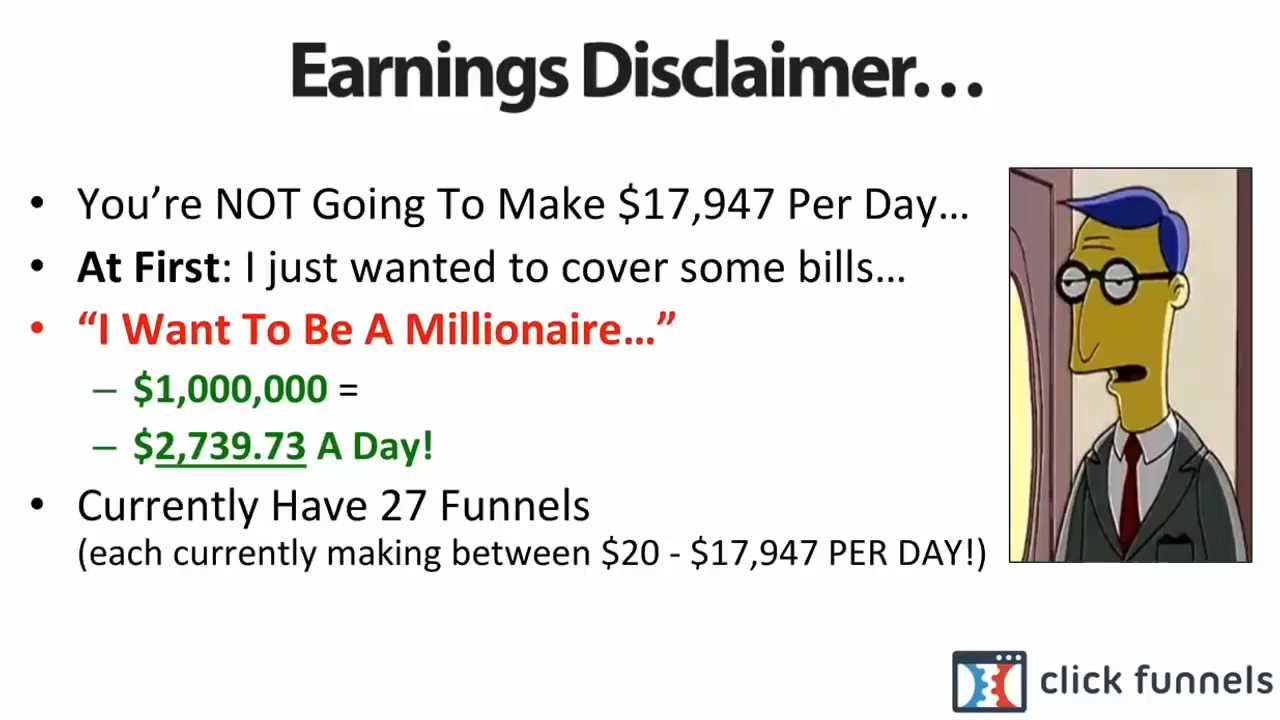 Earnings Disclaimer...
• You’re NOT Going To Make $17,947 Per Day…
• At First: I just wanted to cover some bills…
• “I Want To Be A Millionaire…”
– $1,000,000 =
– $2,739.73 A Day!
• Currently Have 27 Funnels
(each currently making between $20 - $17,947 PER DAY!)
click funnels